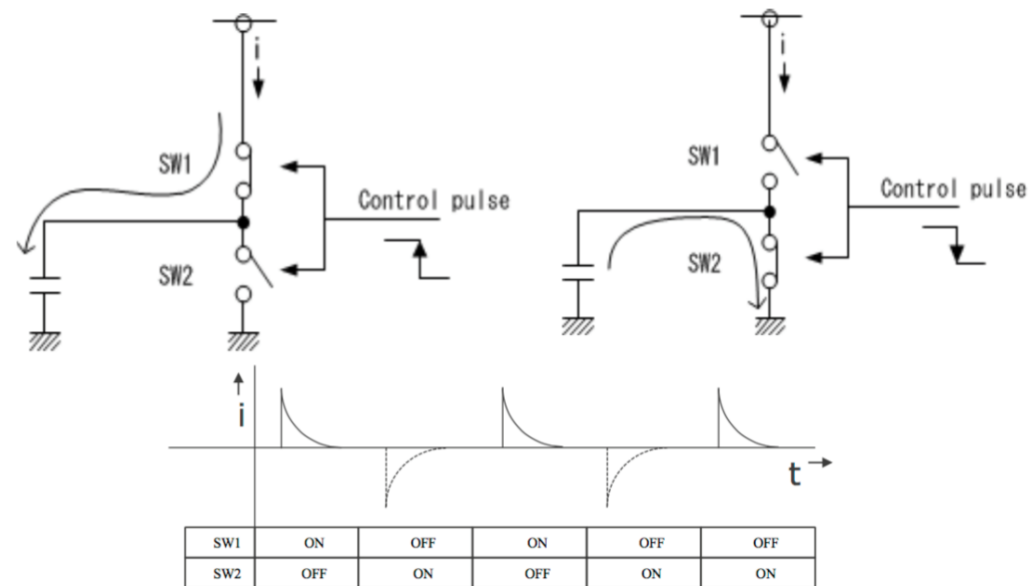 i
i
SW1
SW1
Control pulse
Control pulse
SW2
SW2
i
t
SW1 ON OFF ON OFF OFF
SW2 OFF ON OFF ON ON